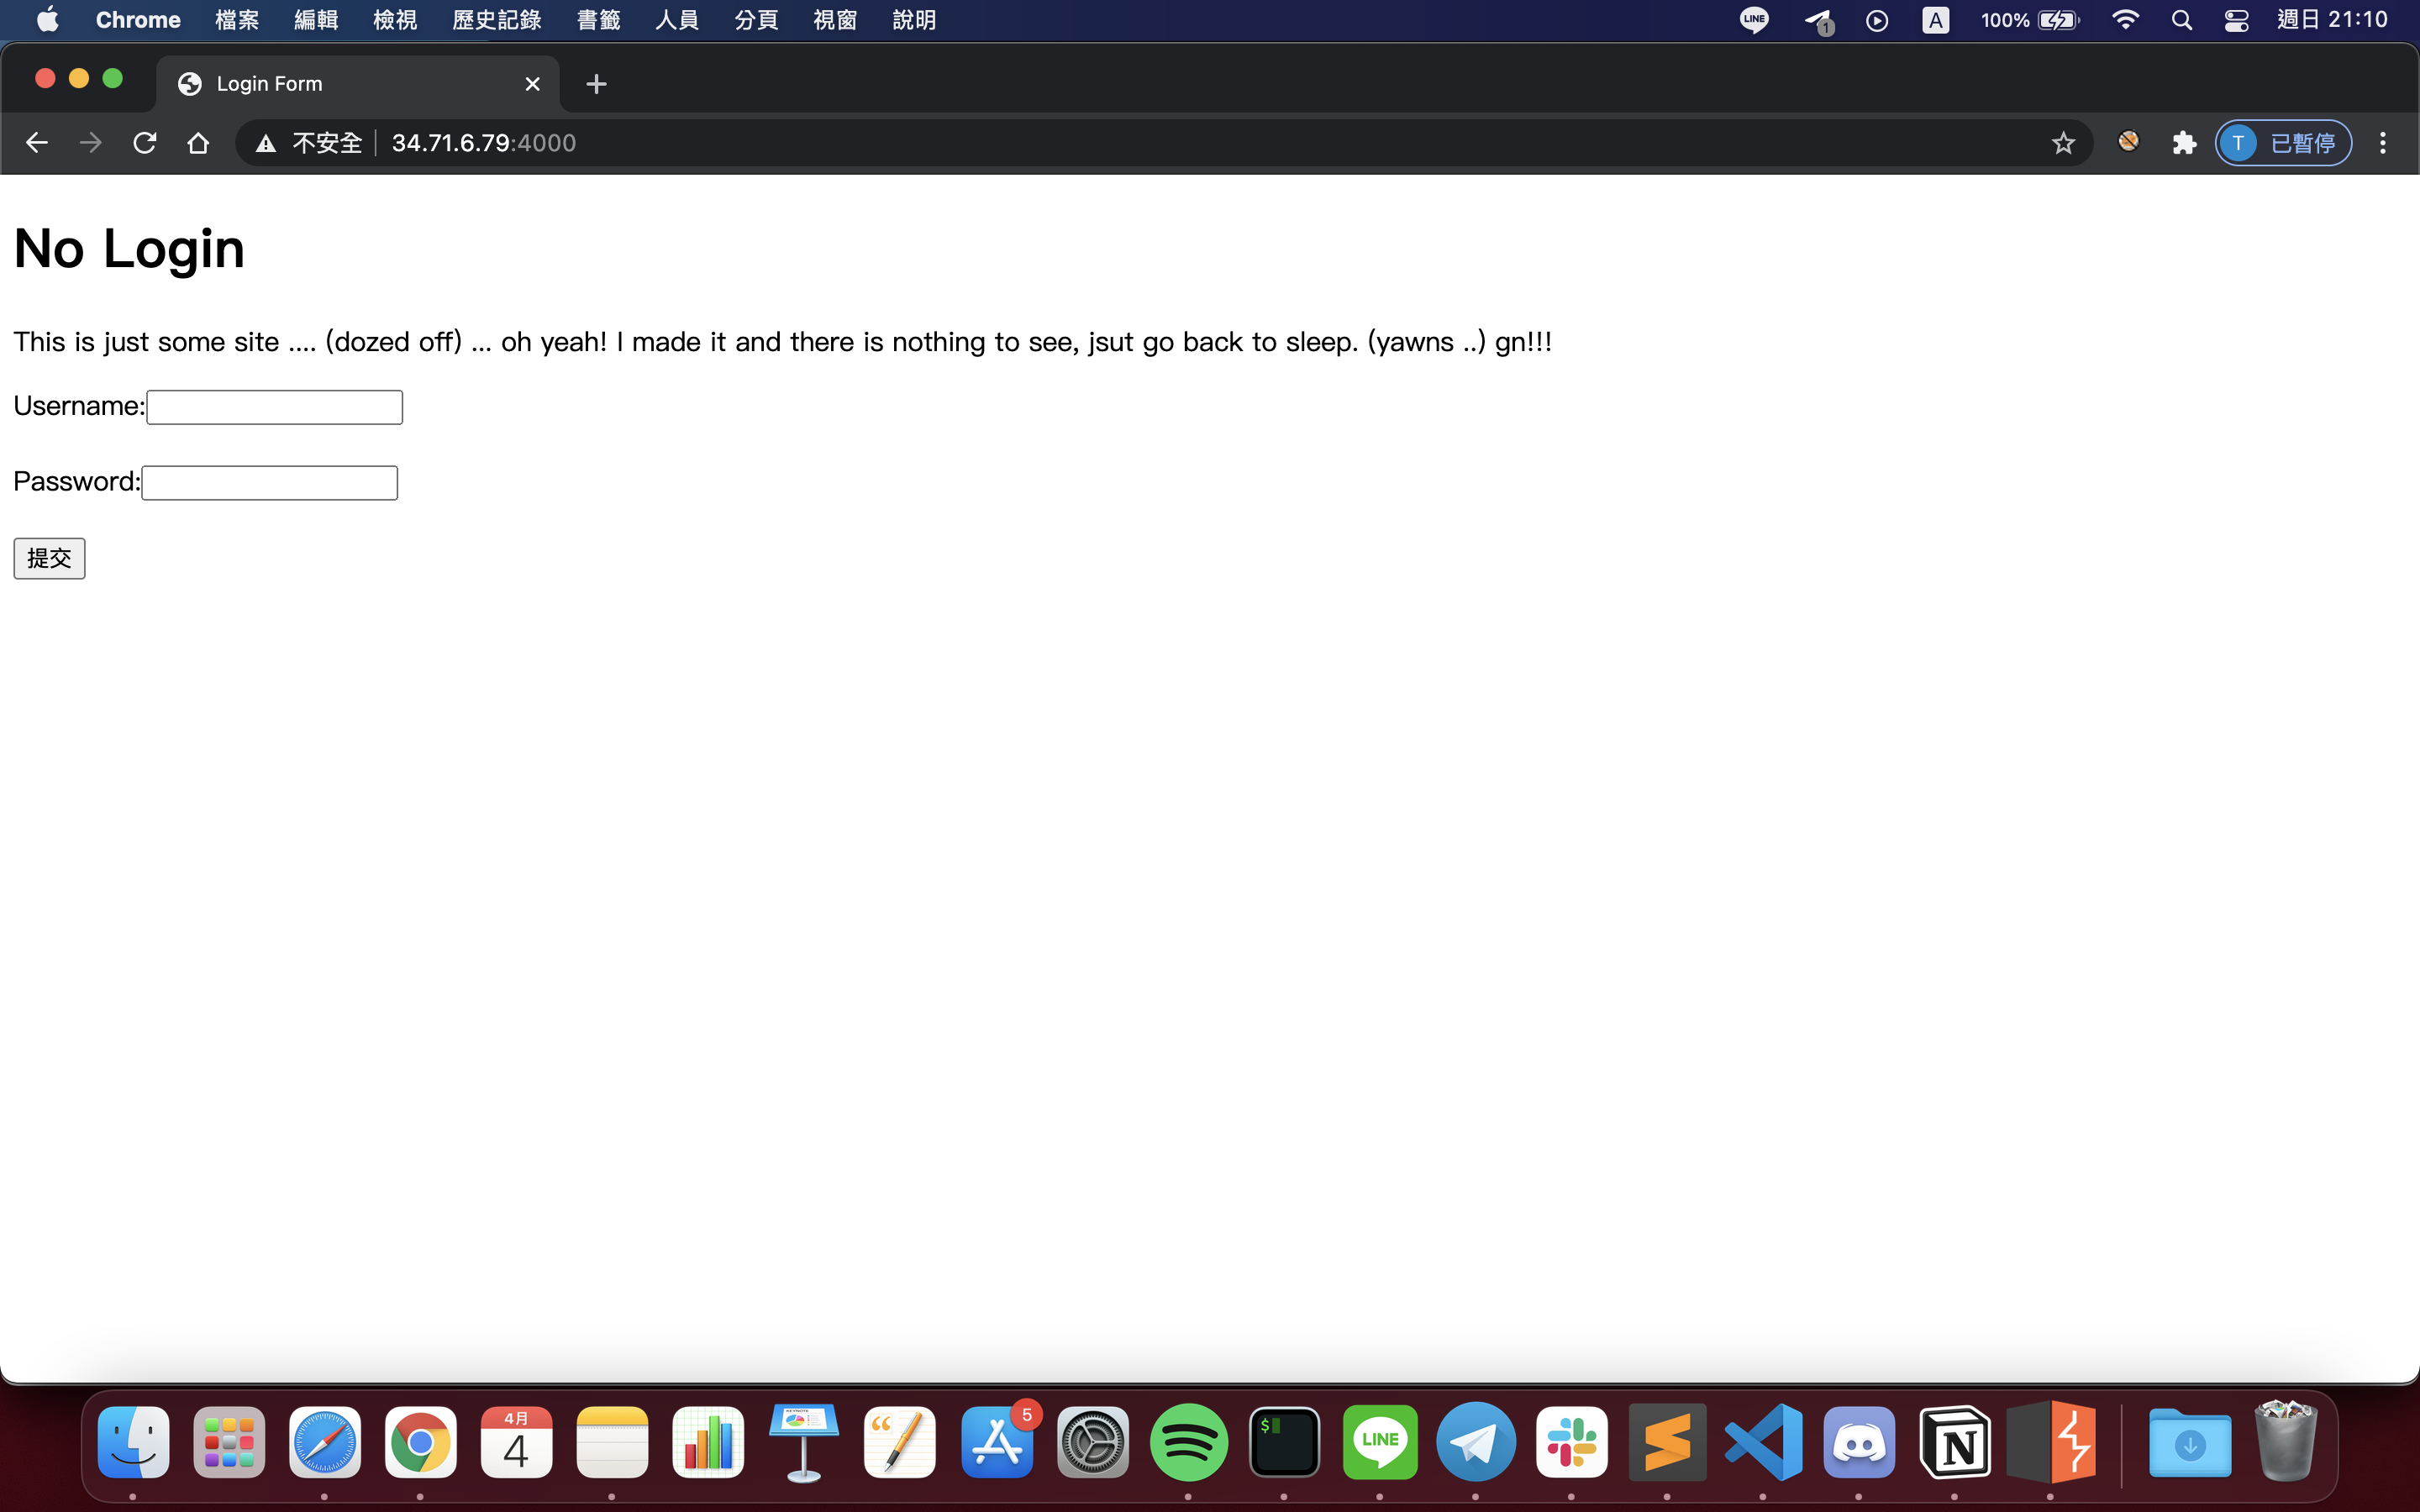 Chrome 檔案 編輯 檢視 歷史記錄 書籤 人員 分頁 視窗 說明 LINE 1 A 100% 週日 21:10
Login Form
不安全 34.71.6.79:4000 T 已暫停
No Login
This is just some site .... (dozed off) ... oh yeah! I made it and there is nothing to see, jsut go back to sleep. (yawns ..) gn!!!
Username:
Password:
提交
4月 5
4 $ LINE N